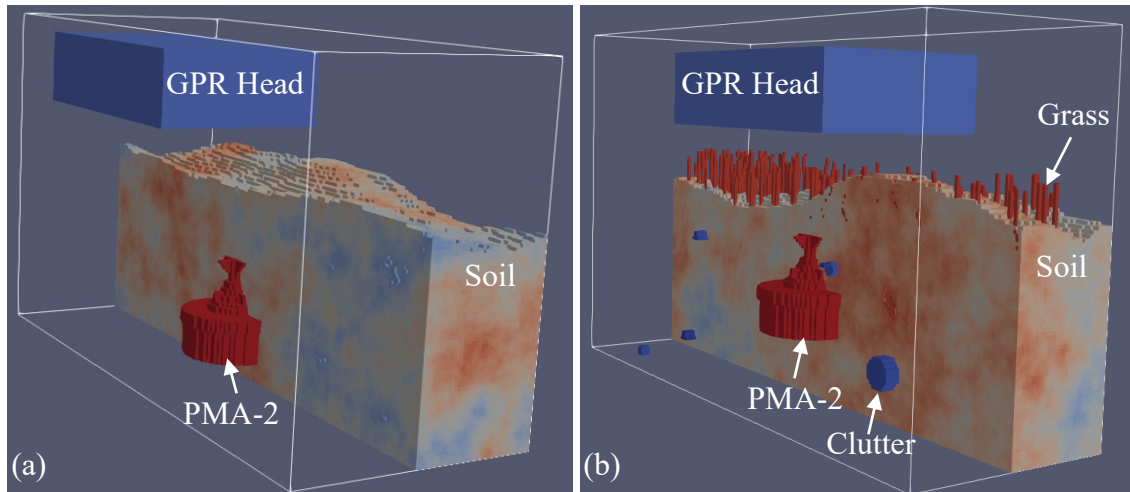 GPR Head
Soil
PMA-2
(a)
GPR Head
Grass
Soil
PMA-2
Clutter
(b)